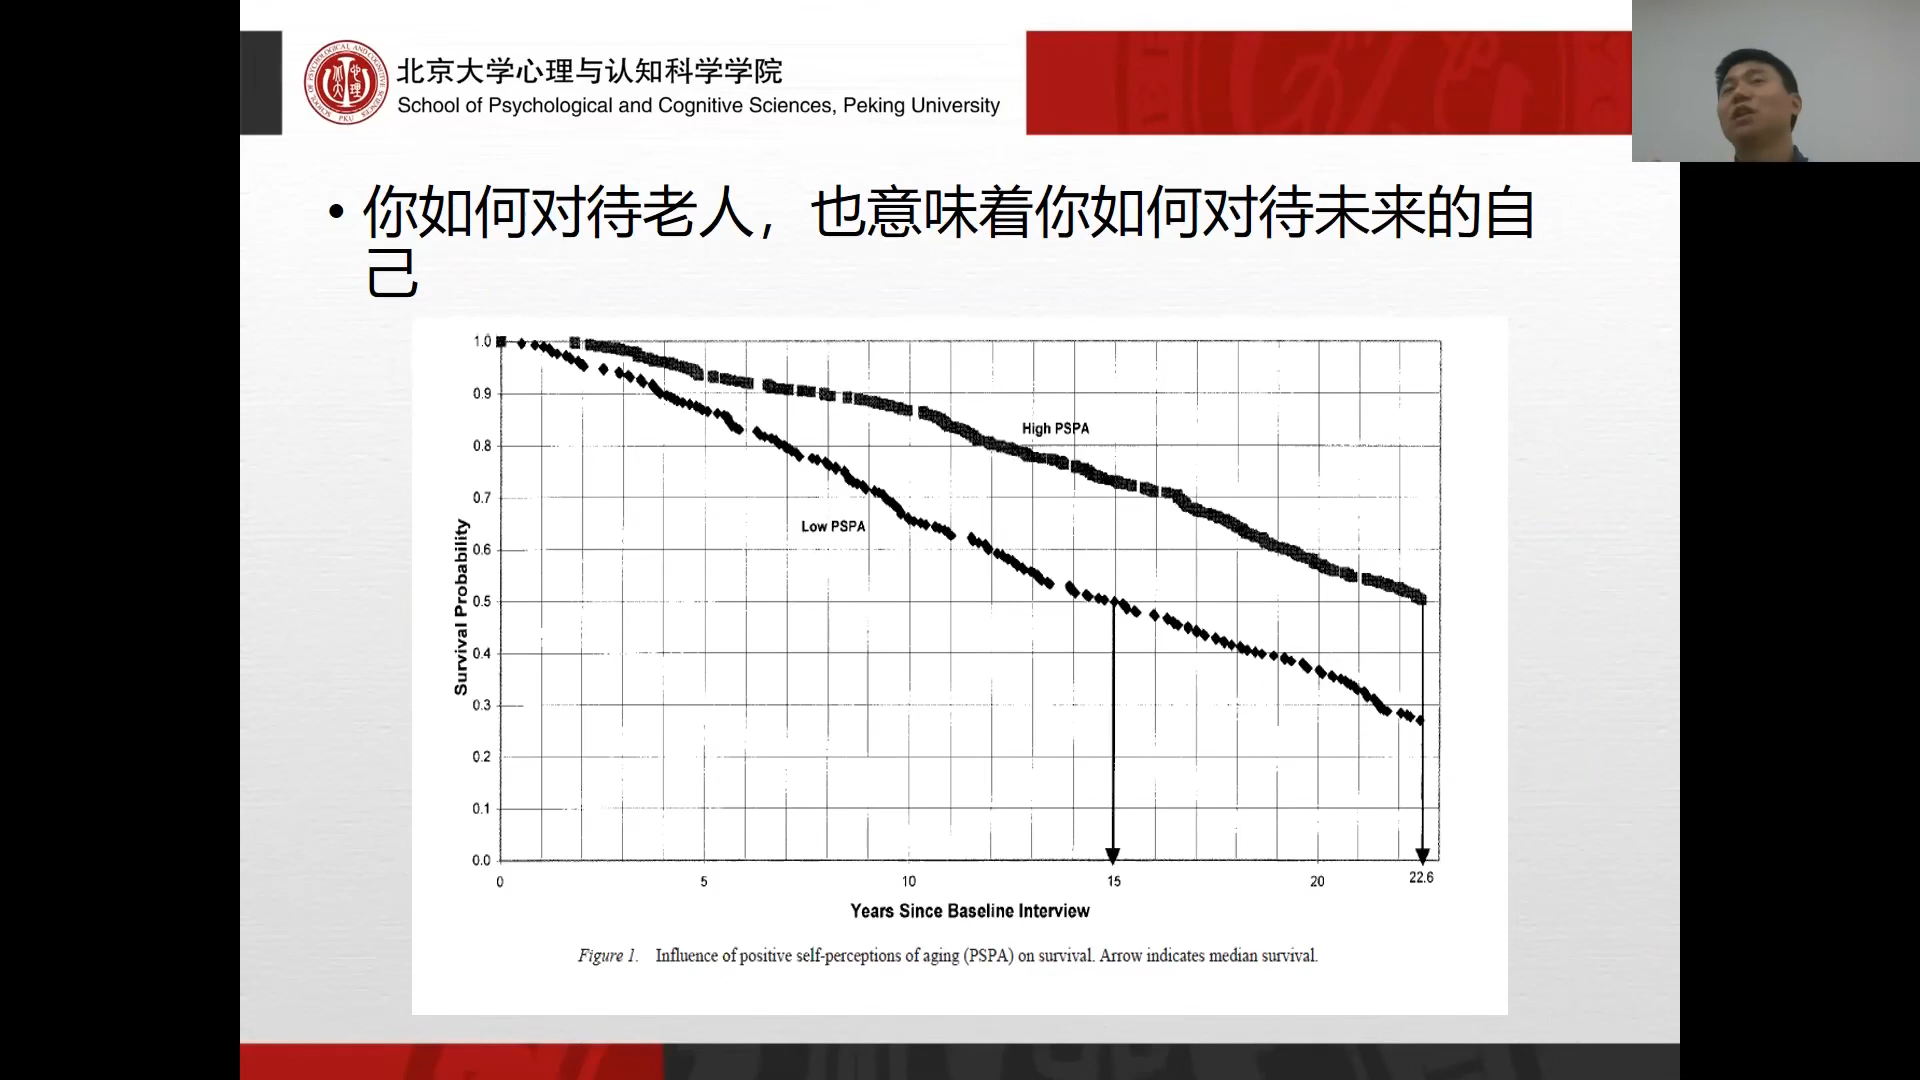 北京大学心理与认知科学学院
School of Psychological and Cognitive Sciences, Peking University
• 你如何对待老人，也意味着你如何对待未来的自
己
1.0
0.9
0.8
0.7
0.6
0.5
0.4
0.3
0.2
0.1
0.0
Survival Probability
High PSPA
Low PSPA
0 5 10 15 20 22.6
Years Since Baseline Interview
Figure 1. Influence of positive self-perceptions of aging (PSPA) on survival. Arrow indicates median survival.